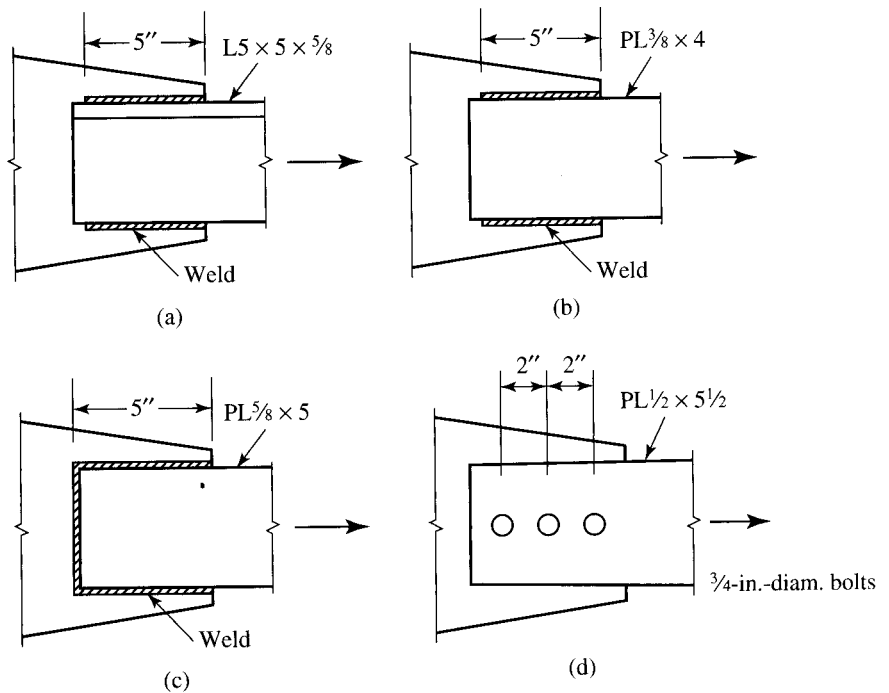 5″
L5 × 5 × 5⁄8
Weld
(a)
5″
PL3⁄8 × 4
Weld
(b)
5″
PL5⁄8 × 5
Weld
(c)
2″ 2″
PL1⁄2 × 51⁄2
3⁄4-in.-diam. bolts
(d)